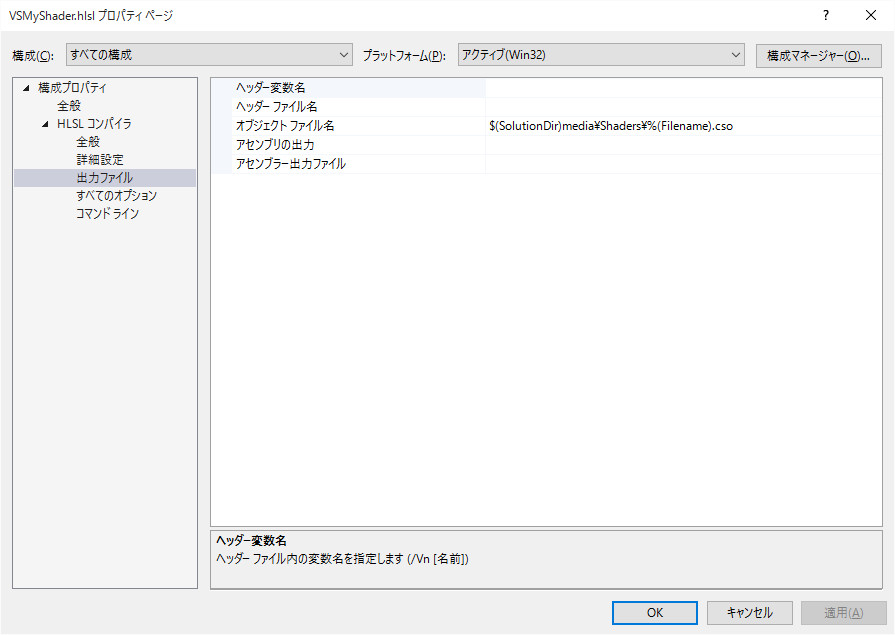 VSMyShader.hlsl プロパティ ページ
?
構成(C): すべての構成 プラットフォーム(P): アクティブ(Win32) 構成マネージャー(O)...
構成プロパティ
全般
HLSL コンパイラ
全般
詳細設定
出力ファイル
すべてのオプション
コマンド ライン
ヘッダー変数名
ヘッダー ファイル名
オブジェクト ファイル名 $(SolutionDir)media¥Shaders¥%(Filename).cso
アセンブリの出力
アセンブラー出力ファイル
ヘッダー変数名
ヘッダー ファイル内の変数名を指定します (/Vn [名前])
OK キャンセル 適用(A)